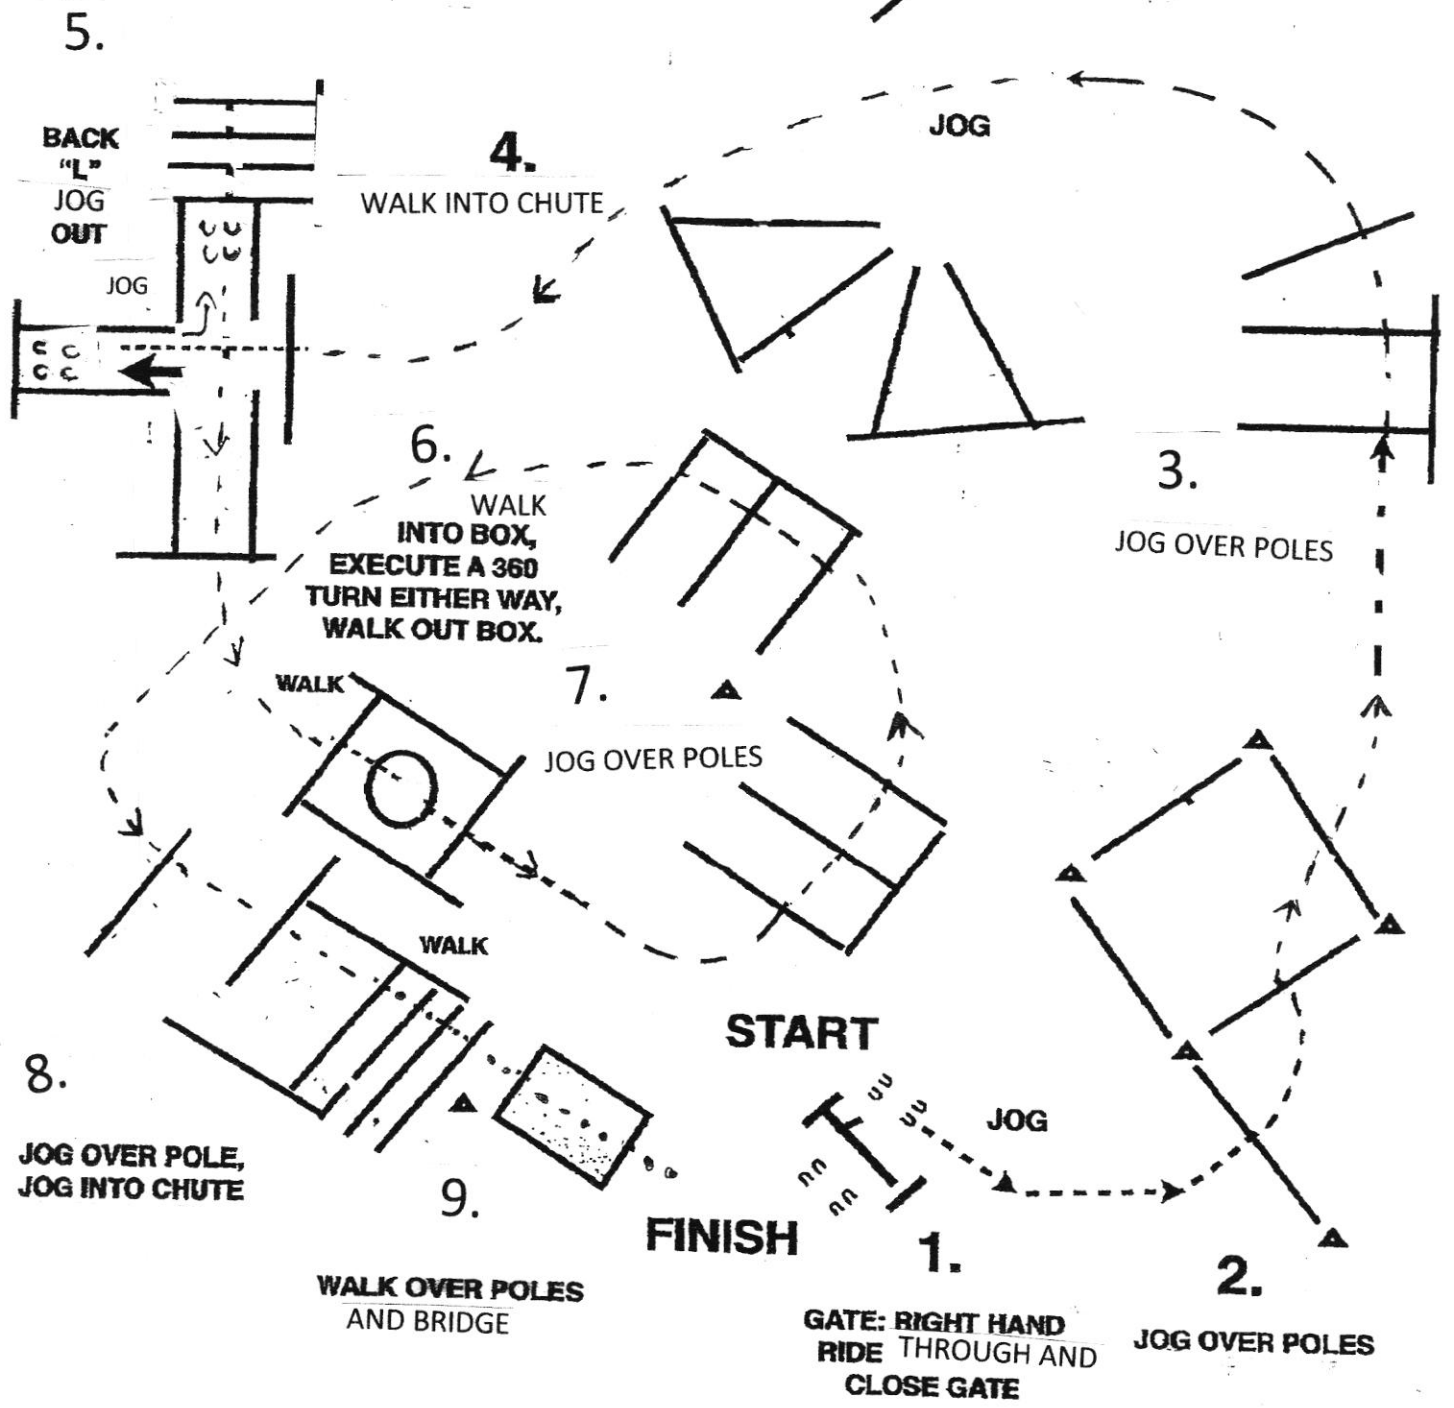 5.
BACK
"L"
JOG
OUT
JOG
4.
WALK INTO CHUTE
JOG
3.
JOG OVER POLES
6.
WALK
INTO BOX,
EXECUTE A 360
TURN EITHER WAY,
WALK OUT BOX.
WALK
7.
JOG OVER POLES
WALK
8.
JOG OVER POLE,
JOG INTO CHUTE
9.
WALK OVER POLES
AND BRIDGE
START
FINISH
JOG
1.
GATE: RIGHT HAND
RIDE THROUGH AND
CLOSE GATE
2.
JOG OVER POLES